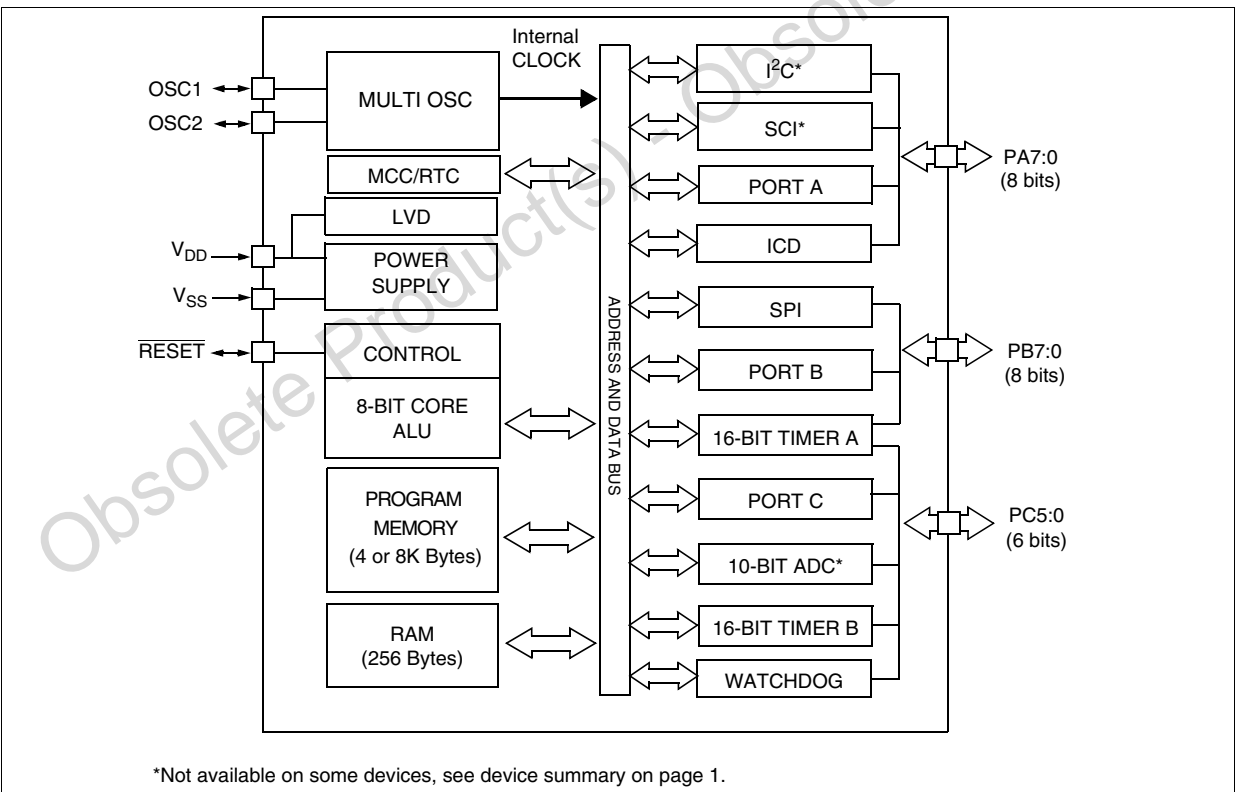 Internal
CLOCK
OSC1
OSC2
MULTI OSC
MCC/RTC
LVD
VDD
VSS
POWER
SUPPLY
RESET
CONTROL
8-BIT CORE
ALU
PROGRAM
MEMORY
(4 or 8K Bytes)
RAM
(256 Bytes)
ADDRESS AND DATA BUS
I²C*
SCI*
PORT A
ICD
SPI
PORT B
16-BIT TIMER A
PORT C
10-BIT ADC*
16-BIT TIMER B
WATCHDOG
PA7:0
(8 bits)
PB7:0
(8 bits)
PC5:0
(6 bits)
*Not available on some devices, see device summary on page 1.
Obsolete Product(s) - Obsole